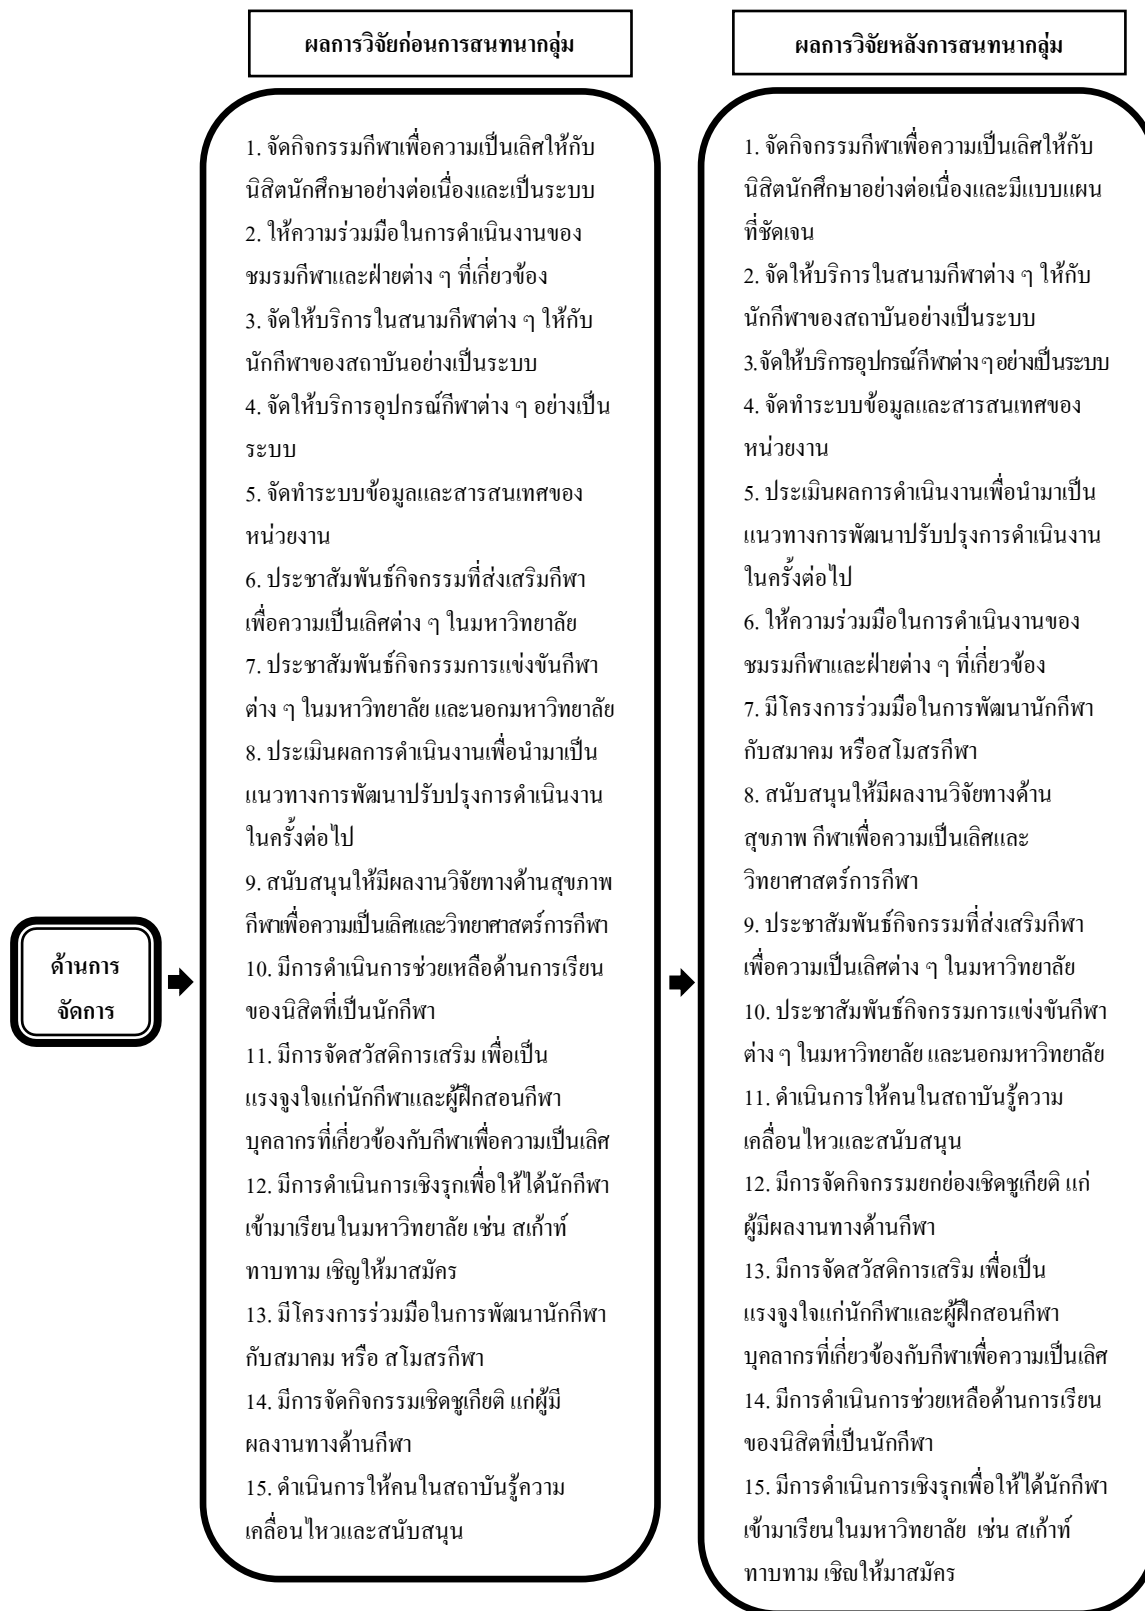 ผลการวิจัยก่อนการสนทนากลุ่ม
1. จัดกิจกรรมกีฬาเพื่อความเป็นเลิศให้กับ
นิสิตนักศึกษาอย่างต่อเนื่องและเป็นระบบ
2. ให้ความร่วมมือในการดำเนินงานของ
ชมรมกีฬาและฝ่ายต่าง ๆ ที่เกี่ยวข้อง
3. จัดให้บริการในสนามกีฬาต่าง ๆ ให้กับ
นักกีฬาของสถาบันอย่างเป็นระบบ
4. จัดให้บริการอุปกรณ์กีฬาต่าง ๆ อย่างเป็น
ระบบ
5. จัดทำระบบข้อมูลและสารสนเทศของ
หน่วยงาน
6. ประชาสัมพันธ์กิจกรรมที่ส่งเสริมกีฬา
เพื่อความเป็นเลิศต่าง ๆ ในมหาวิทยาลัย
7. ประชาสัมพันธ์กิจกรรมการแข่งขันกีฬา
ต่าง ๆ ในมหาวิทยาลัย และนอกมหาวิทยาลัย
8. ประเมินผลการดำเนินงานเพื่อนำมาเป็น
แนวทางการพัฒนาปรับปรุงการดำเนินงาน
ในครั้งต่อไป
9. สนับสนุนให้มีผลงานวิจัยทางด้านสุขภาพ
กีฬาเพื่อความเป็นเลิศและวิทยาศาสตร์การกีฬา
10. มีการดำเนินการช่วยเหลือด้านการเรียน
ของนิสิตที่เป็นนักกีฬา
11. มีการจัดสวัสดิการเสริม เพื่อเป็น
แรงจูงใจแก่นักกีฬาและผู้ฝึกสอนกีฬา
บุคลากรที่เกี่ยวข้องกับกีฬาเพื่อความเป็นเลิศ
12. มีการดำเนินการเชิงรุกเพื่อให้ได้นักกีฬา
เข้ามาเรียนในมหาวิทยาลัย เช่น สเก้าท์
ทาบทาม เชิญให้มาสมัคร
13. มีโครงการร่วมมือในการพัฒนานักกีฬา
กับสมาคม หรือ สโมสรกีฬา
14. มีการจัดกิจกรรมเชิดชูเกียติ แก่ผู้มี
ผลงานทางด้านกีฬา
15. ดำเนินการให้คนในสถาบันรู้ความ
เคลื่อนไหวและสนับสนุน
ด้านการ
จัดการ
ผลการวิจัยหลังการสนทนากลุ่ม
1. จัดกิจกรรมกีฬาเพื่อความเป็นเลิศให้กับ
นิสิตนักศึกษาอย่างต่อเนื่องและมีแบบแผน
ที่ชัดเจน
2. จัดให้บริการในสนามกีฬาต่าง ๆ ให้กับ
นักกีฬาของสถาบันอย่างเป็นระบบ
3.จัดให้บริการอุปกรณ์กีฬาต่าง ๆ อย่างเป็นระบบ
4. จัดทำระบบข้อมูลและสารสนเทศของ
หน่วยงาน
5. ประเมินผลการดำเนินงานเพื่อนำมาเป็น
แนวทางการพัฒนาปรับปรุงการดำเนินงาน
ในครั้งต่อไป
6. ให้ความร่วมมือในการดำเนินงานของ
ชมรมกีฬาและฝ่ายต่าง ๆ ที่เกี่ยวข้อง
7. มีโครงการร่วมมือในการพัฒนานักกีฬา
กับสมาคม หรือสโมสรกีฬา
8. สนับสนุนให้มีผลงานวิจัยทางด้าน
สุขภาพ กีฬาเพื่อความเป็นเลิศและ
วิทยาศาสตร์การกีฬา
9. ประชาสัมพันธ์กิจกรรมที่ส่งเสริมกีฬา
เพื่อความเป็นเลิศต่าง ๆ ในมหาวิทยาลัย
10. ประชาสัมพันธ์กิจกรรมการแข่งขันกีฬา
ต่าง ๆ ในมหาวิทยาลัย และนอกมหาวิทยาลัย
11. ดำเนินการให้คนในสถาบันรู้ความ
เคลื่อนไหวและสนับสนุน
12. มีการจัดกิจกรรมยกย่องเชิดชูเกียติ แก่
ผู้มีผลงานทางด้านกีฬา
13. มีการจัดสวัสดิการเสริม เพื่อเป็น
แรงจูงใจแก่นักกีฬาและผู้ฝึกสอนกีฬา
บุคลากรที่เกี่ยวข้องกับกีฬาเพื่อความเป็นเลิศ
14. มีการดำเนินการช่วยเหลือด้านการเรียน
ของนิสิตที่เป็นนักกีฬา
15. มีการดำเนินการเชิงรุกเพื่อให้ได้นักกีฬา
เข้ามาเรียนในมหาวิทยาลัย เช่น สเก้าท์
ทาบทาม เชิญให้มาสมัคร